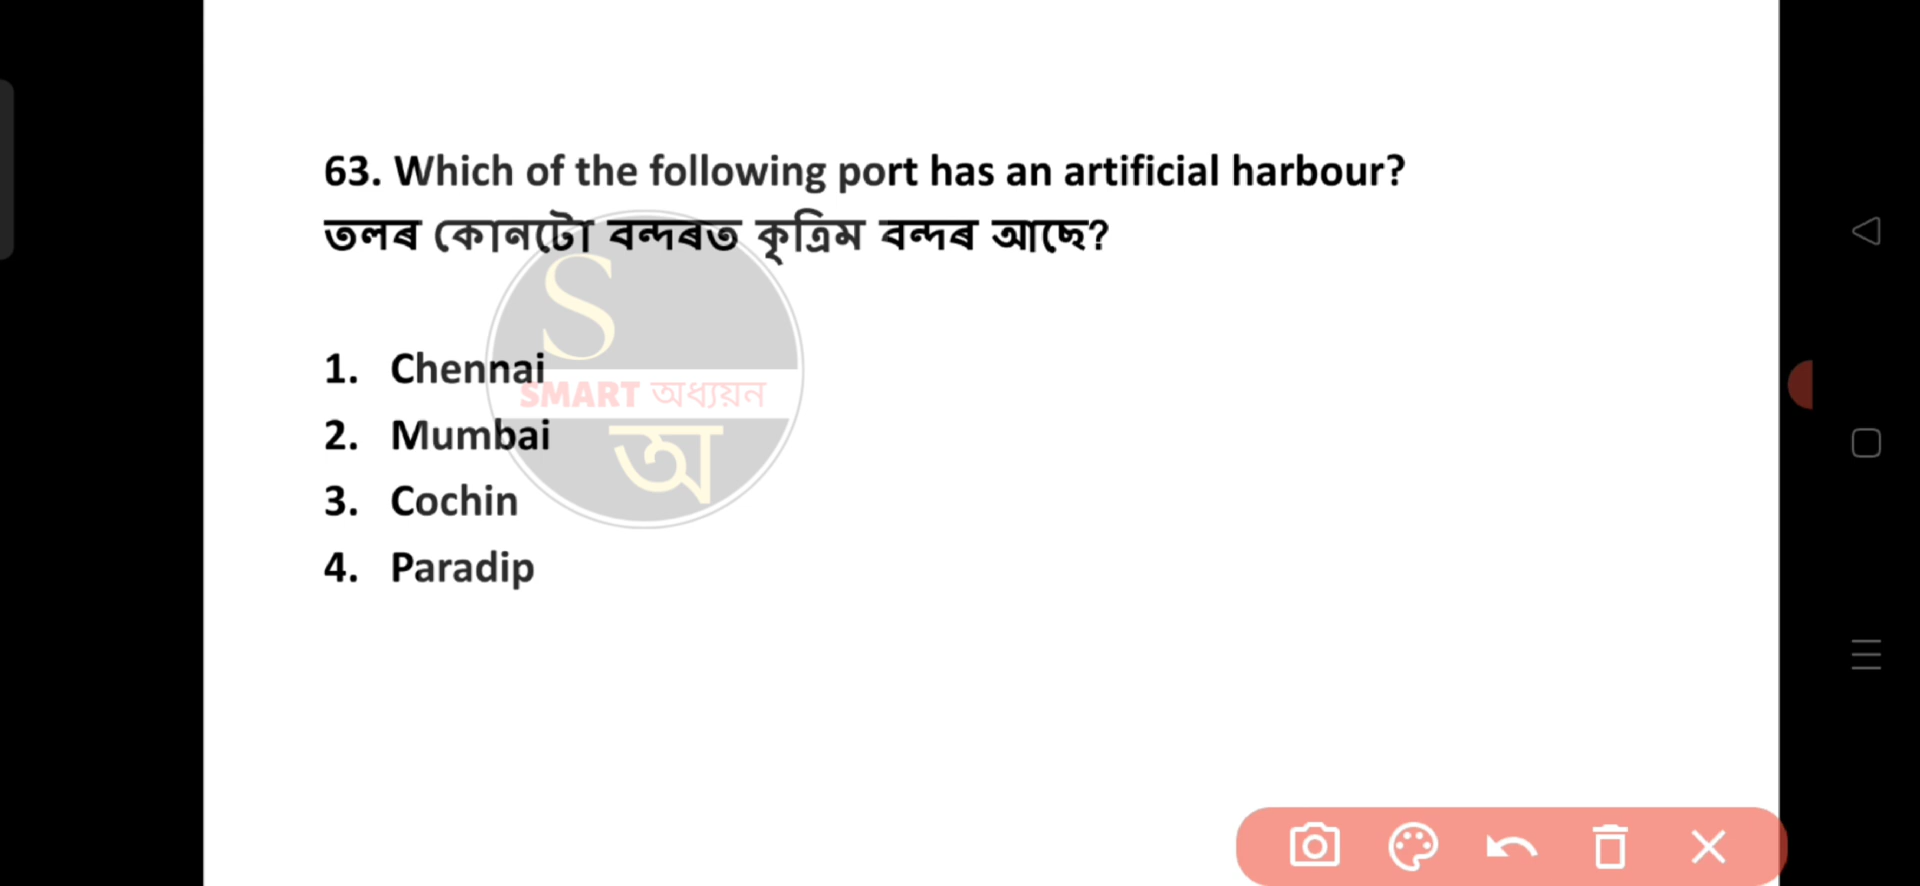 63. Which of the following port has an artificial harbour?
তলৰ কোনটো বন্দৰত কৃত্ৰিম বন্দৰ আছে?
S
1. Chennai
SMART অধ্যয়ন
2. Mumbai
অ
3. Cochin
4. Paradip